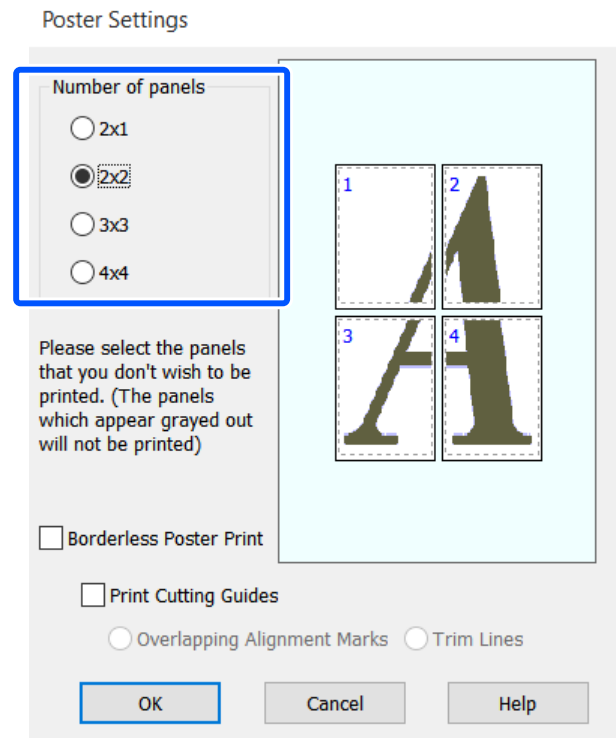 Poster Settings
Number of panels
2x1
2x2
3x3
4x4
1
2
3
4
Please select the panels
that you don't wish to be
printed. (The panels
which appear grayed out
will not be printed)
Borderless Poster Print
Print Cutting Guides
Overlapping Alignment Marks
Trim Lines
OK
Cancel
Help